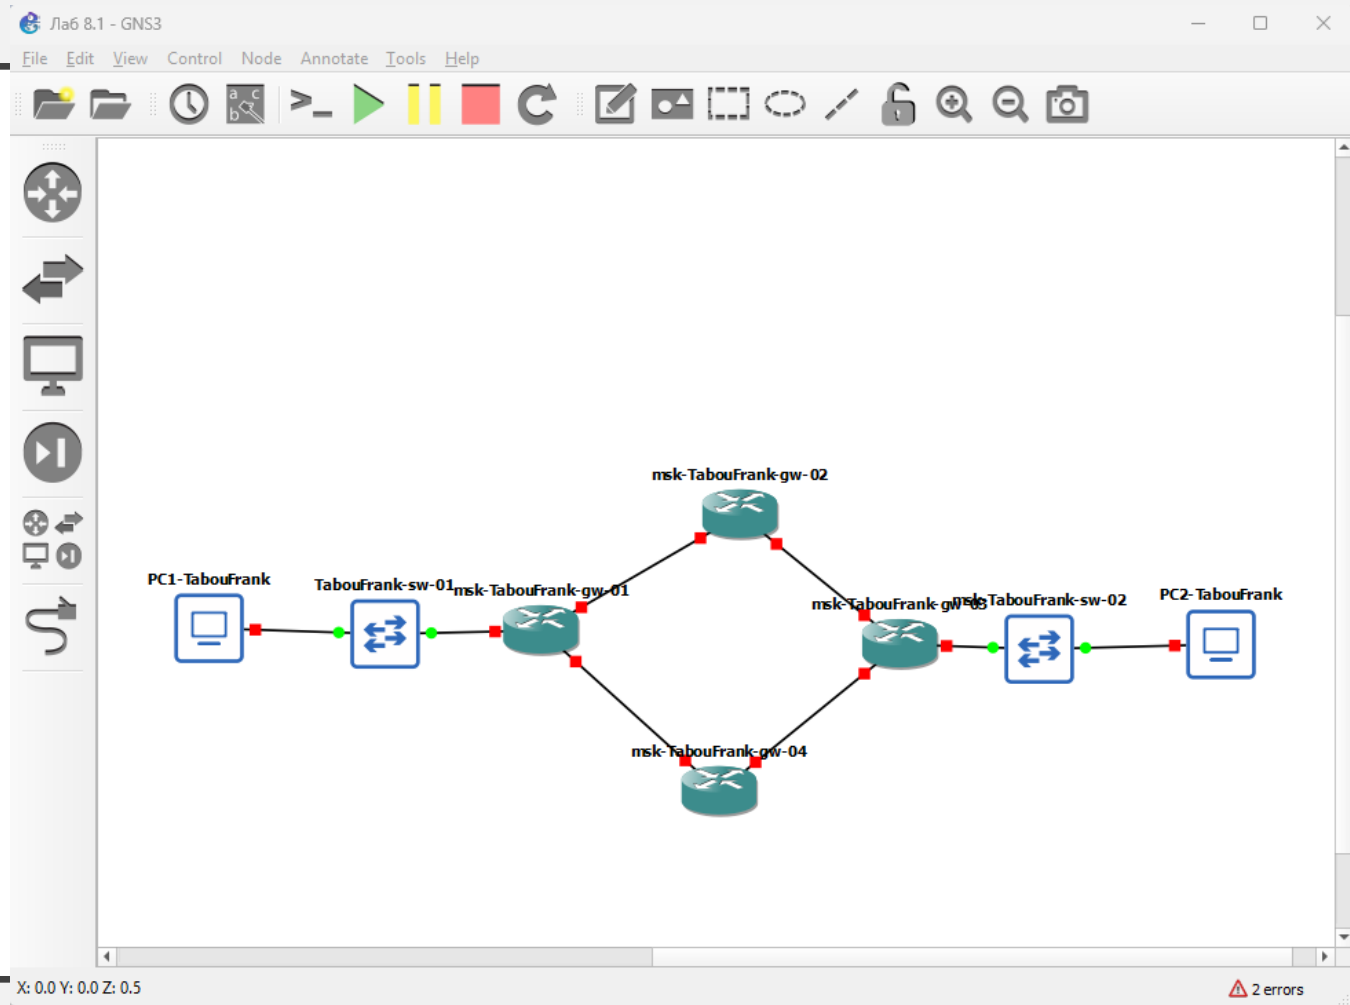 Лаб 8.1 - GNS3
File Edit View Control Node Annotate Tools Help
a c
b
msk-TabouFrank-gw-02
PC1-TabouFrank
TabouFrank-sw-01
msk-TabouFrank-gw-01
msk-TabouFrank-gw-03
msk-TabouFrank-sw-02
PC2-TabouFrank
msk-TabouFrank-gw-04
X: 0.0 Y: 0.0 Z: 0.5
2 errors